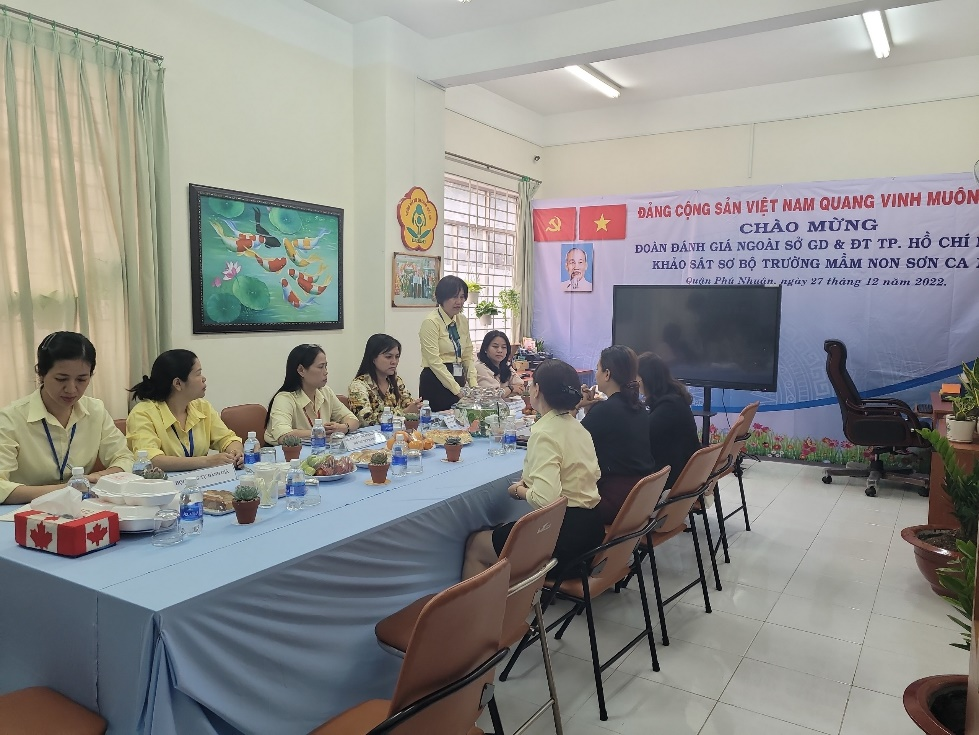 ĐẢNG CỘNG SẢN VIỆT NAM QUANG VINH MUÔN
CHÀO MỪNG
ĐOÀN ĐÁNH GIÁ NGOÀI SỞ GD & ĐT TP. HỒ CHÍ
KHẢO SÁT SƠ BỘ TRƯỜNG MẦM NON SƠN CA
Quận Phú Nhuận, ngày 27 tháng 12 năm 2022.